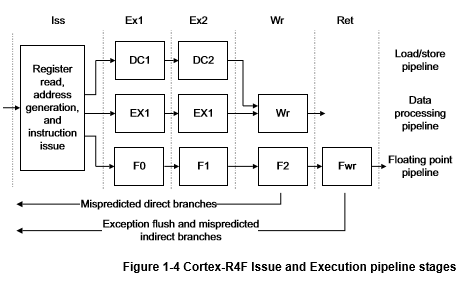 Iss Ex1 Ex2 Wr Ret
Register
read,
address
generation,
and
instruction
issue
DC1 DC2
Load/store
pipeline
EX1 EX1 Wr
Data
processing
pipeline
F0 F1 F2 Fwr
Floating point
pipeline
Mispredicted direct branches
Exception flush and mispredicted
indirect branches
Figure 1-4 Cortex-R4F Issue and Execution pipeline stages